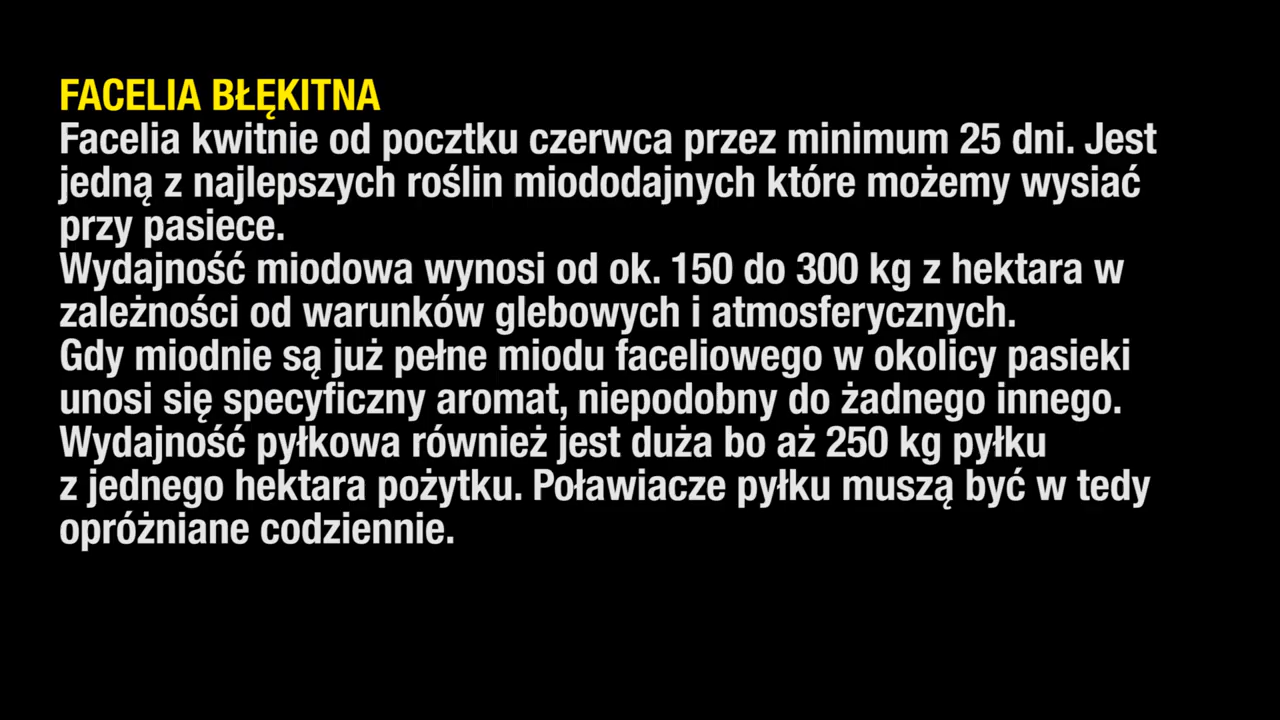 FACELIA BŁĘKITNA
Facelia kwitnie od pocztku czerwca przez minimum 25 dni. Jest
jedną z najlepszych roślin miododajnych które możemy wysiać
przy pasiece.
Wydajność miodowa wynosi od ok. 150 do 300 kg z hektara w
zależności od warunków glebowych i atmosferycznych.
Gdy miodnie są już pełne miodu faceliowego w okolicy pasieki
unosi się specyficzny aromat, niepodobny do żadnego innego.
Wydajność pyłkowa również jest duża bo aż 250 kg pyłku
z jednego hektara pożytku. Poławiacze pyłku muszą być w tedy
opróżniane codziennie.